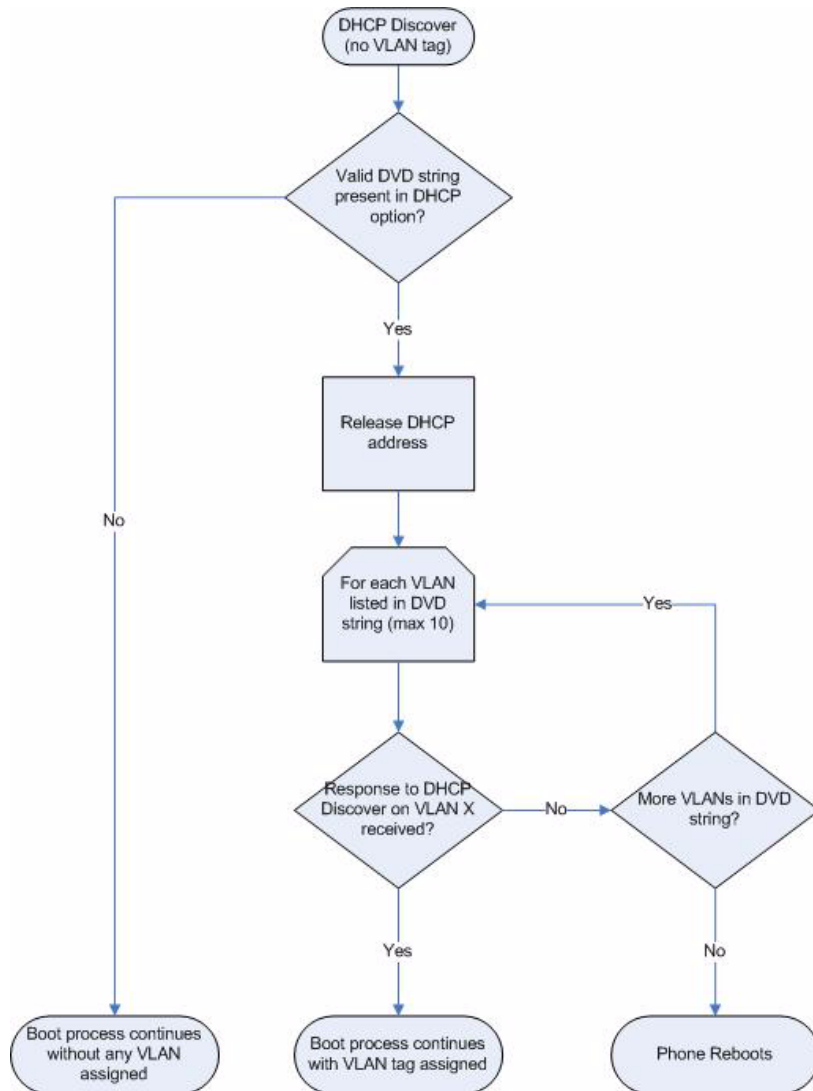 DHCP Discover
(no VLAN tag)
Valid DVD string
present in DHCP
option?
Yes
Release DHCP
address
No
For each VLAN
listed in DVD
string (max 10)
Yes
Response to DHCP
Discover on VLAN X
received?
No
More VLANs in DVD
string?
Yes
No
Boot process continues
without any VLAN
assigned
Boot process continues
with VLAN tag assigned
Phone Reboots